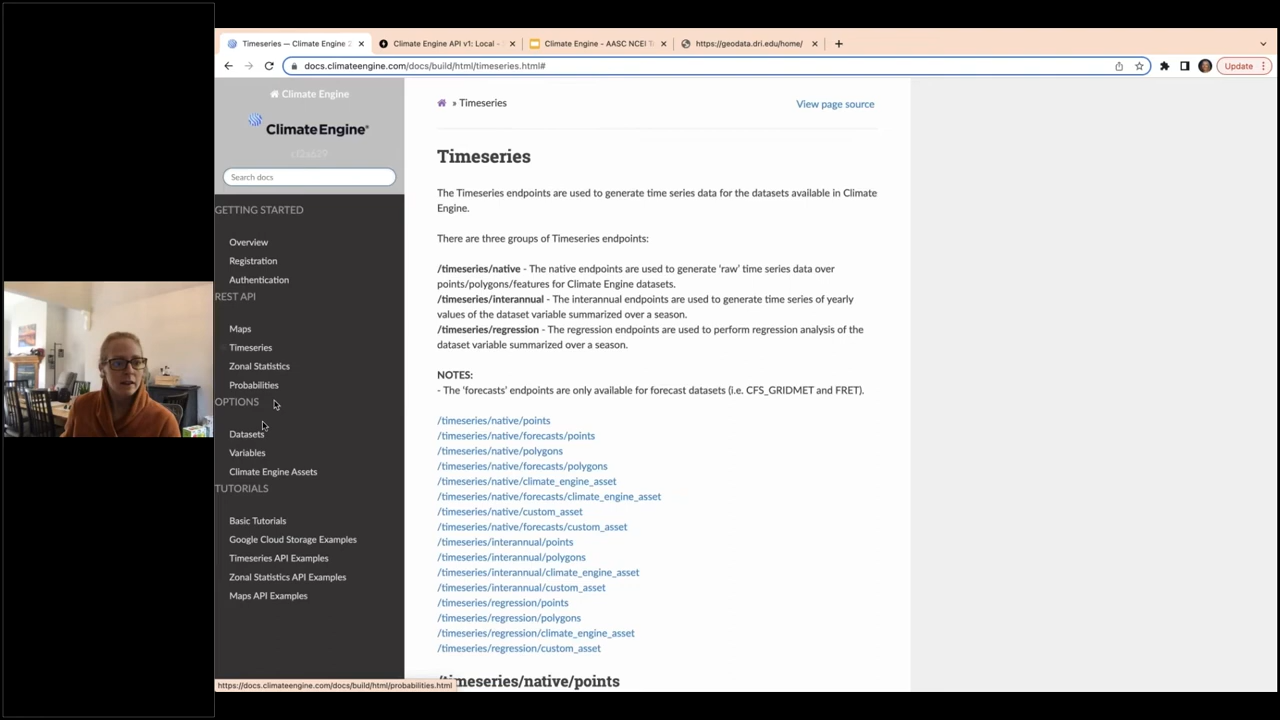 Timeseries — Climate Engine 2
Climate Engine API v1: Local -
Climate Engine - AASC NCEI T
https://geodata.dri.edu/home/
docs.climateengine.com/docs/build/html/timeseries.html#
Update
Climate Engine
ClimateEngine®
Search docs
GETTING STARTED
Overview
Registration
Authentication
REST API
Maps
Timeseries
Zonal Statistics
Probabilities
OPTIONS
Datasets
Variables
Climate Engine Assets
TUTORIALS
Basic Tutorials
Google Cloud Storage Examples
Timeseries API Examples
Zonal Statistics API Examples
Maps API Examples
» Timeseries
View page source
Timeseries
The Timeseries endpoints are used to generate time series data for the datasets available in Climate
Engine.
There are three groups of Timeseries endpoints:
/timeseries/native - The native endpoints are used to generate 'raw' time series data over
points/polygons/features for Climate Engine datasets.
/timeseries/interannual - The interannual endpoints are used to generate time series of yearly
values of the dataset variable summarized over a season.
/timeseries/regression - The regression endpoints are used to perform regression analysis of the
dataset variable summarized over a season.
NOTES:
- The 'forecasts' endpoints are only available for forecast datasets (i.e. CFS_GRIDMET and FRET).
/timeseries/native/points
/timeseries/native/forecasts/points
/timeseries/native/polygons
/timeseries/native/forecasts/polygons
/timeseries/native/climate_engine_asset
/timeseries/native/forecasts/climate_engine_asset
/timeseries/native/custom_asset
/timeseries/native/forecasts/custom_asset
/timeseries/interannual/points
/timeseries/interannual/polygons
/timeseries/interannual/climate_engine_asset
/timeseries/interannual/custom_asset
/timeseries/regression/points
/timeseries/regression/polygons
/timeseries/regression/climate_engine_asset
/timeseries/regression/custom_asset
/timeseries/native/points
https://docs.climateengine.com/docs/build/html/probabilities.html